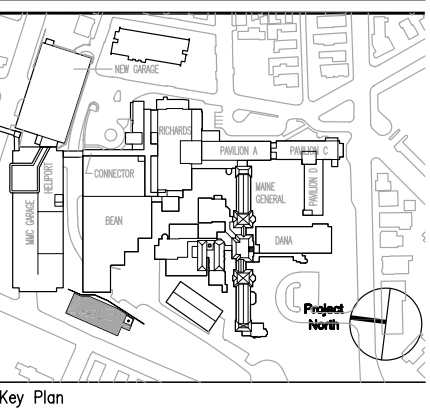 NEW GARAGE
RICHARDS
PAVILION A
PAVILION C
CONNECTOR
HELIPORT
MMC GARAGE
BEAN
MAINE
GENERAL
PAVILION D
DANA
Project
North
Key Plan